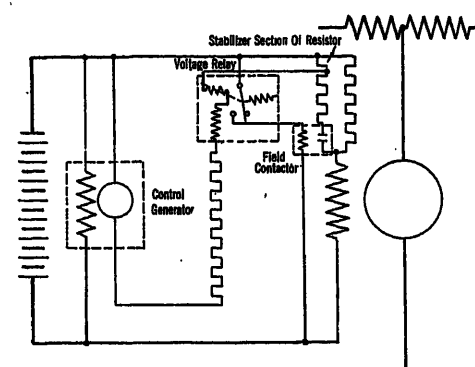 Stabilizer Section Of Resistor
Voltage Relay
Field
Contactor
Control
Generator